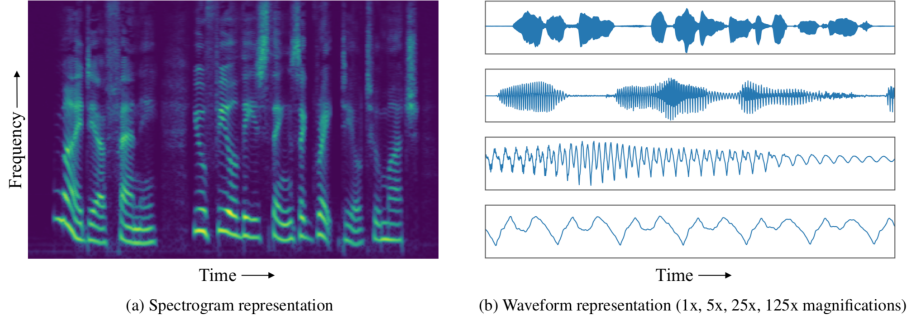 Frequency
Time
(a) Spectrogram representation
Time
(b) Waveform representation (1x, 5x, 25x, 125x magnifications)